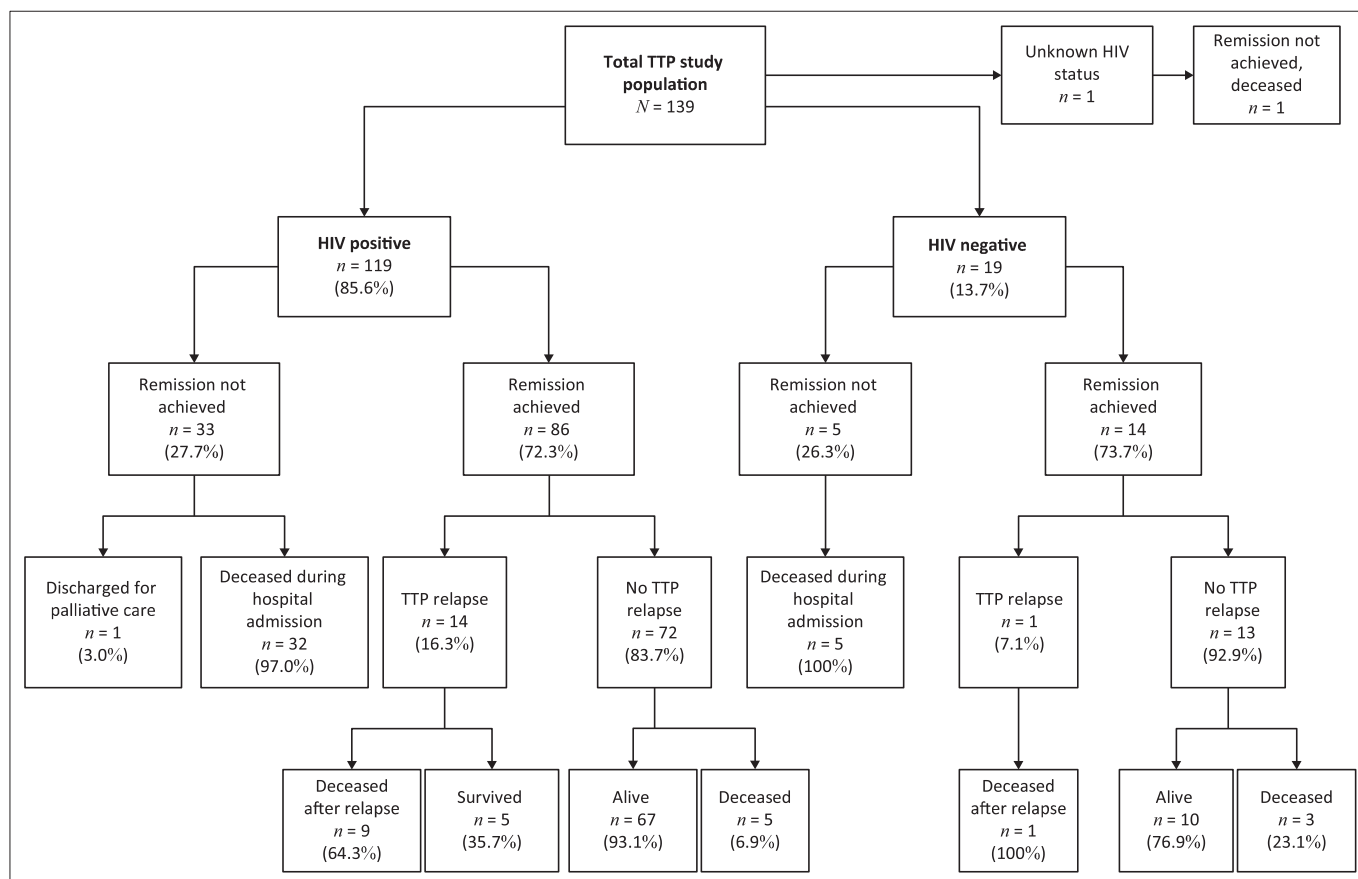 Total TTP study
population
N = 139
Unknown HIV
status
n = 1
Remission not
achieved,
deceased
n = 1
HIV positive
n = 119
(85.6%)
HIV negative
n = 19
(13.7%)
Remission not
achieved
n = 33
(27.7%)
Remission
achieved
n = 86
(72.3%)
Remission not
achieved
n = 5
(26.3%)
Remission
achieved
n = 14
(73.7%)
Discharged for
palliative care
n = 1
(3.0%)
Deceased during
hospital
admission
n = 32
(97.0%)
TTP relapse
n = 14
(16.3%)
No TTP
relapse
n = 72
(83.7%)
Deceased during
hospital
admission
n = 5
(100%)
TTP relapse
n = 1
(7.1%)
No TTP
relapse
n = 13
(92.9%)
Deceased
after relapse
n = 9
(64.3%)
Survived
n = 5
(35.7%)
Alive
n = 67
(93.1%)
Deceased
n = 5
(6.9%)
Deceased
after relapse
n = 1
(100%)
Alive
n = 10
(76.9%)
Deceased
n = 3
(23.1%)